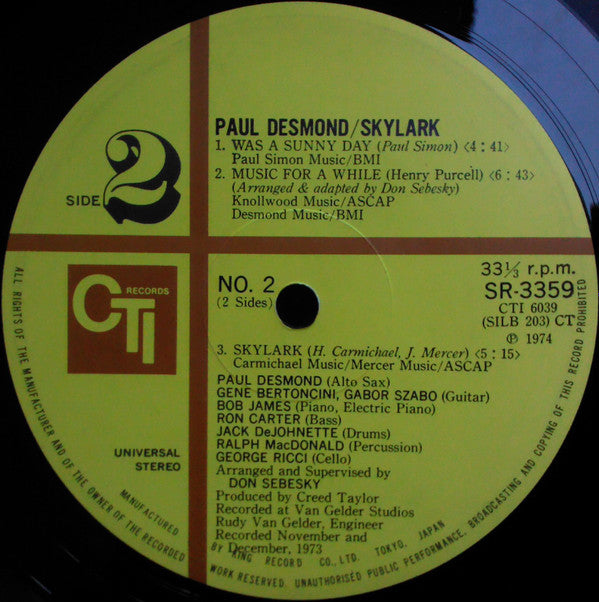 PAUL DESMOND/SKYLARK
1. WAS A SUNNY DAY (Paul Simon) <4:41>
Paul Simon Music/BMI
2. MUSIC FOR A WHILE (Henry Purcell) <6:43>
(Arranged & adapted by Don Sebesky)
Knollwood Music/ASCAP
Desmond Music/BMI
SIDE 2
CTI RECORDS
NO. 2
(2 Sides)
33⅓ r.p.m.
SR-3359
CTI 6039
(SILB 203) CT
℗ 1974
3. SKYLARK (H. Carmichael, J. Mercer) <5:15>
Carmichael Music/Mercer Music/ASCAP
PAUL DESMOND (Alto Sax)
GENE BERTONCINI, GABOR SZABO (Guitar)
BOB JAMES (Piano, Electric Piano)
RON CARTER (Bass)
JACK DeJOHNETTE (Drums)
RALPH MacDONALD (Percussion)
GEORGE RICCI (Cello)
Arranged and Supervised by
DON SEBESKY
Produced by Creed Taylor
Recorded at Van Gelder Studios
Rudy Van Gelder, Engineer
Recorded November and
December, 1973
UNIVERSAL
STEREO
MANUFACTURED BY KING RECORD CO., LTD. TOKYO, JAPAN
ALL RIGHTS OF THE MANUFACTURER AND OF THE OWNER OF THE RECORDED WORK RESERVED. UNAUTHORISED PUBLIC PERFORMANCE, BROADCASTING AND COPYING OF THIS RECORD PROHIBITED